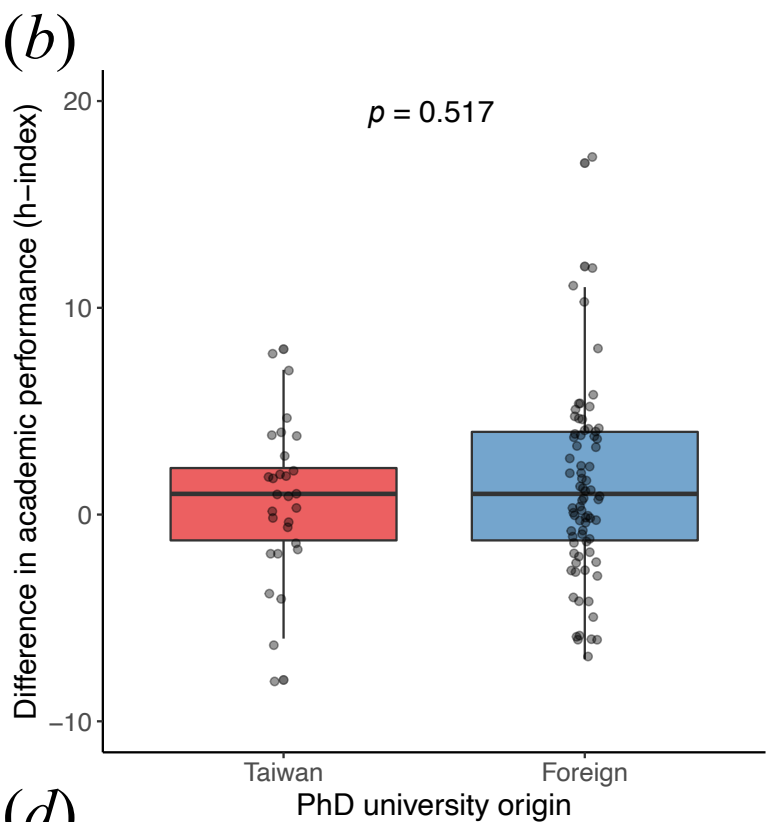 (b)
20
p = 0.517
10
0
−10
Difference in academic performance (h−index)
Taiwan Foreign
PhD university origin
(d)